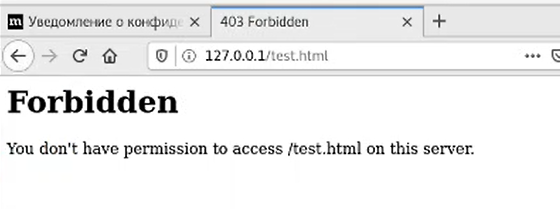 m Уведомление о конфиде
403 Forbidden
127.0.0.1/test.html
Forbidden
You don't have permission to access /test.html on this server.